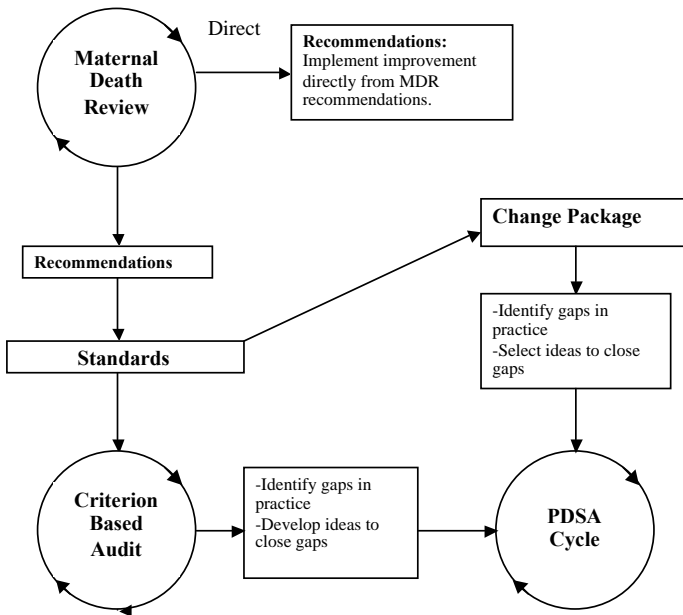 Maternal
Death
Review
Direct
Recommendations:
Implement improvement
directly from MDR
recommendations.
Recommendations
Standards
Change Package
-Identify gaps in
practice
-Select ideas to close
gaps
Criterion
Based
Audit
-Identify gaps in
practice
-Develop ideas to
close gaps
PDSA
Cycle